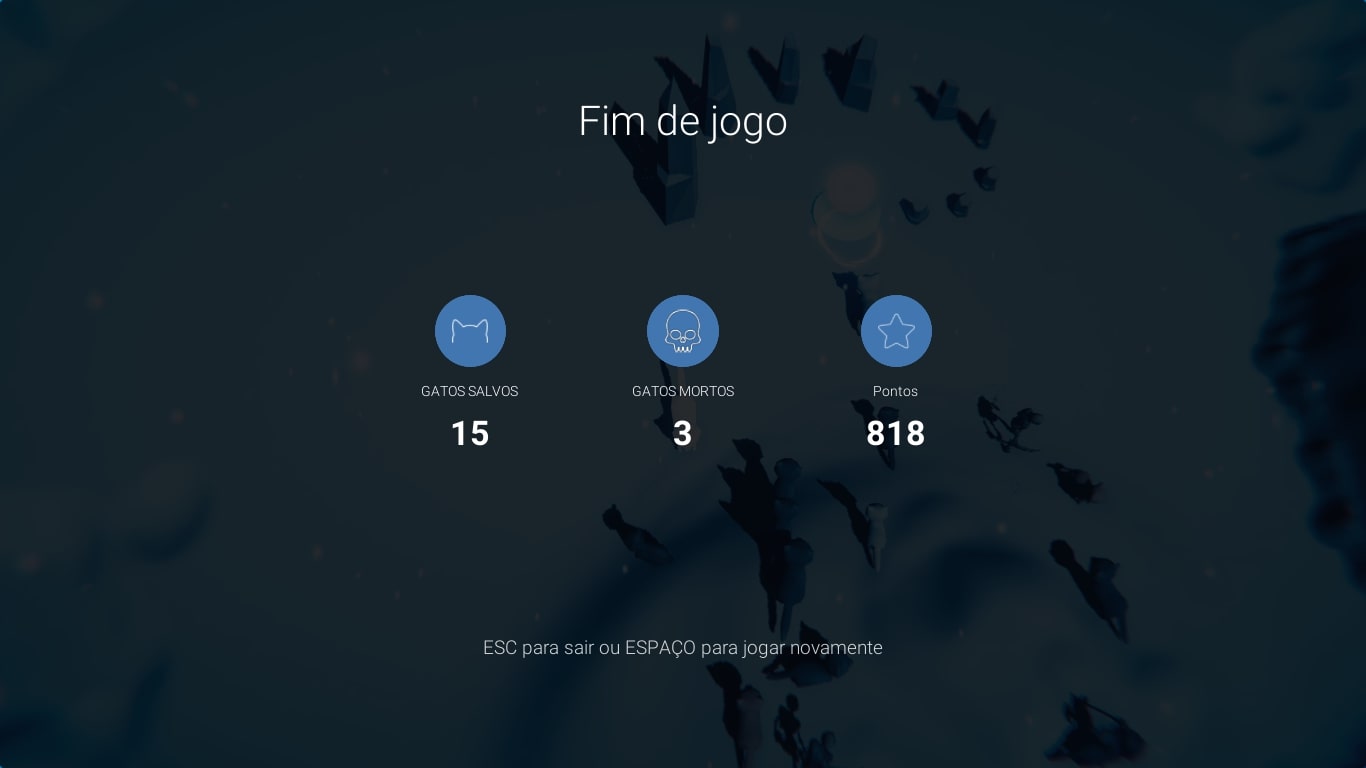 Fim de jogo
GATOS SALVOS
GATOS MORTOS
Pontos
15
3
818
ESC para sair ou ESPAÇO para jogar novamente